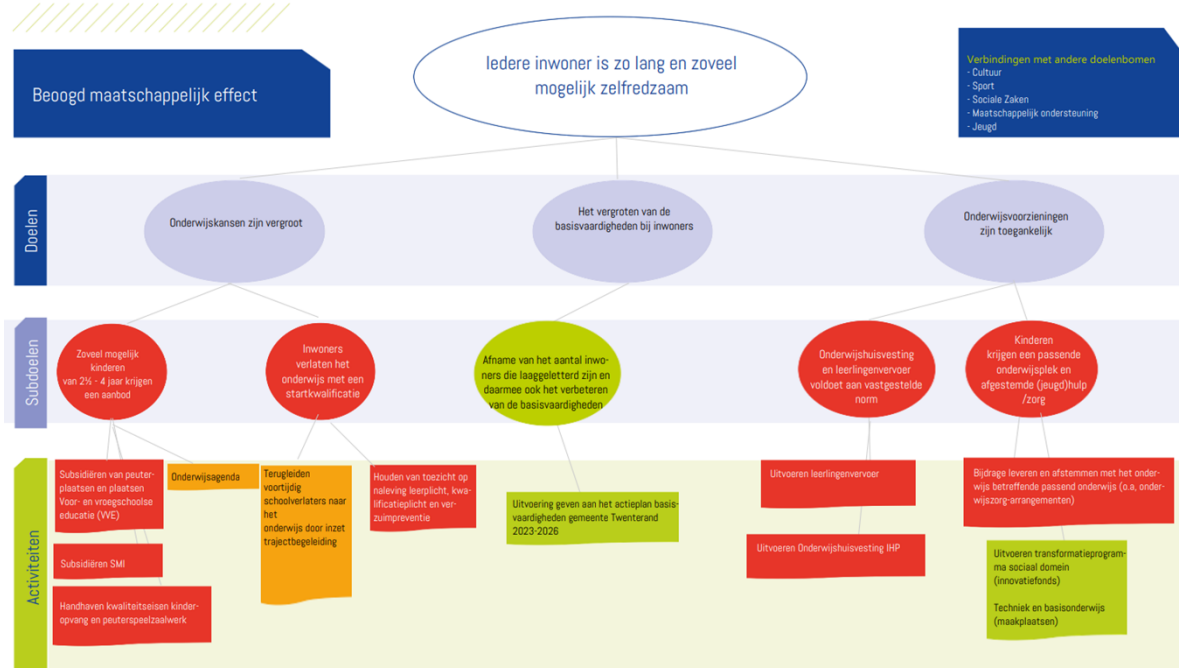 Iedere inwoner is zo lang en zoveel
mogelijk zelfredzaam
Beoogd maatschappelijk effect
Verbindingen met andere doelenbomen
- Cultuur
- Sport
- Sociale Zaken
- Maatschappelijk ondersteuning
- Jeugd
Doelen
Onderwijskansen zijn vergroot
Het vergroten van de
basisvaardigheden bij inwoners
Onderwijsvoorzieningen
zijn toegankelijk
Subdoelen
Zoveel mogelijk
kinderen
van 2½ - 4 jaar krijgen
een aanbod
Inwoners
verlaten het
onderwijs met een
startkwalificatie
Afname van het aantal inwo-
ners die laaggeletterd zijn en
daarmee ook het verbeteren
van de basisvaardigheden
Onderwijshuisvesting
en leerlingenvervoer
voldoet aan vastgestelde
norm
Kinderen
krijgen een passende
onderwijsplek en
afgestemde (jeugd)hulp
/zorg
Activiteiten
Subsidiëren van peuter-
plaatsen en plaatsen
Voor- en vroegschoolse
educatie (VVE)
Subsidiëren SMI
Handhaven kwaliteitseisen kinder-
opvang en peuterspeelzaalwerk
Onderwijsagenda
Terugleiden
voortijdig
schoolverlaters naar
het
onderwijs door inzet
trajectbegeleiding
Houden van toezicht op
naleving leerplicht, kwa-
lificatieplicht en ver-
zuimpreventie
Uitvoering geven aan het actieplan basis-
vaardigheden gemeente Twenterand
2023-2026
Uitvoeren leerlingenvervoer
Uitvoeren Onderwijshuisvesting IHP
Bijdrage leveren en afstemmen met het onder-
wijs betreffende passend onderwijs (o.a, onder-
wijszorg-arrangementen)
Uitvoeren transformatieprogram-
ma sociaal domein
(innovatiefonds)
Techniek en basisonderwijs
(maakplaatsen)